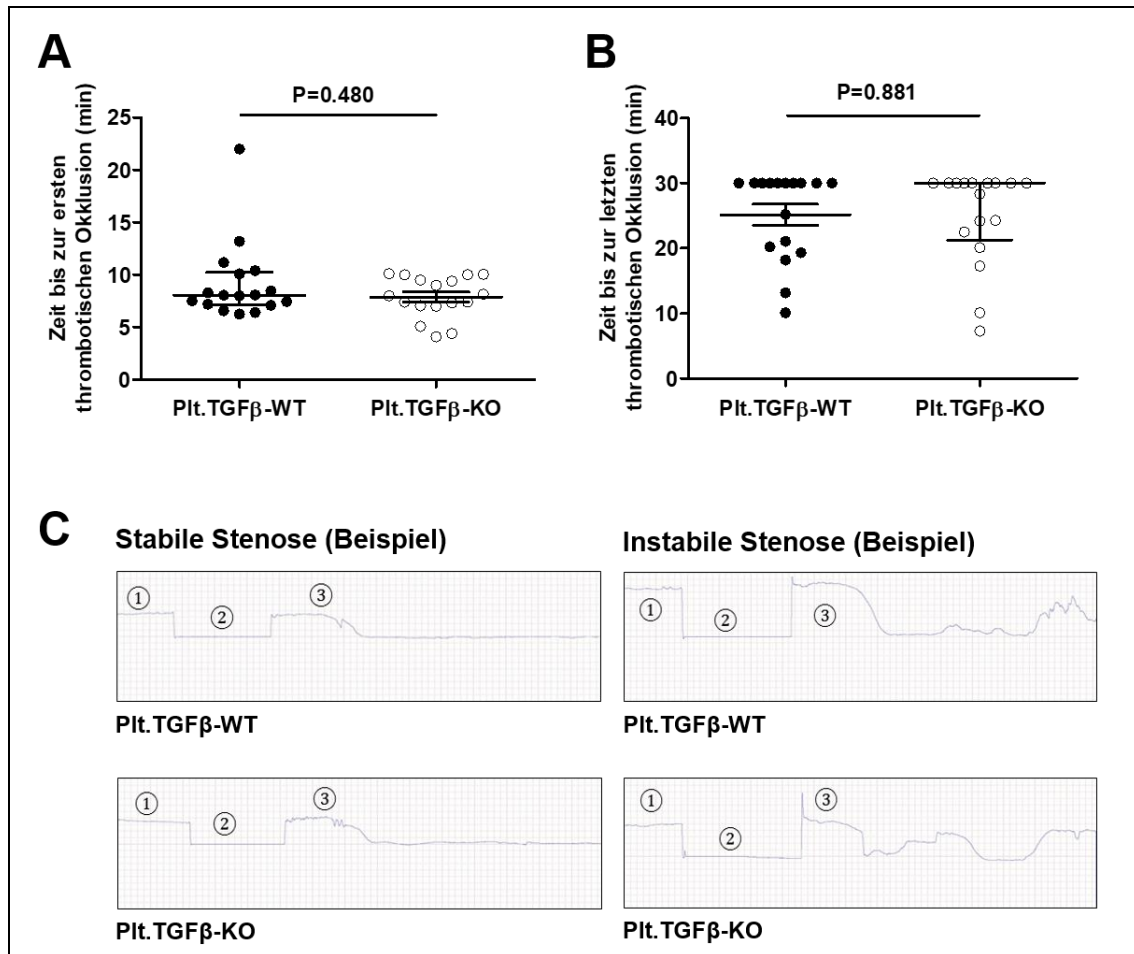 A
Zeit bis zur ersten
thrombotischen Okklusion (min)
P=0.480
25
20
15
10
5
0
Plt.TGFβ-WT
Plt.TGFβ-KO
B
Zeit bis zur letzten
thrombotischen Okklusion (min)
P=0.881
40
30
20
10
0
Plt.TGFβ-WT
Plt.TGFβ-KO
C
Stabile Stenose (Beispiel)
① ② ③
Plt.TGFβ-WT
① ② ③
Plt.TGFβ-KO
Instabile Stenose (Beispiel)
① ② ③
Plt.TGFβ-WT
① ② ③
Plt.TGFβ-KO